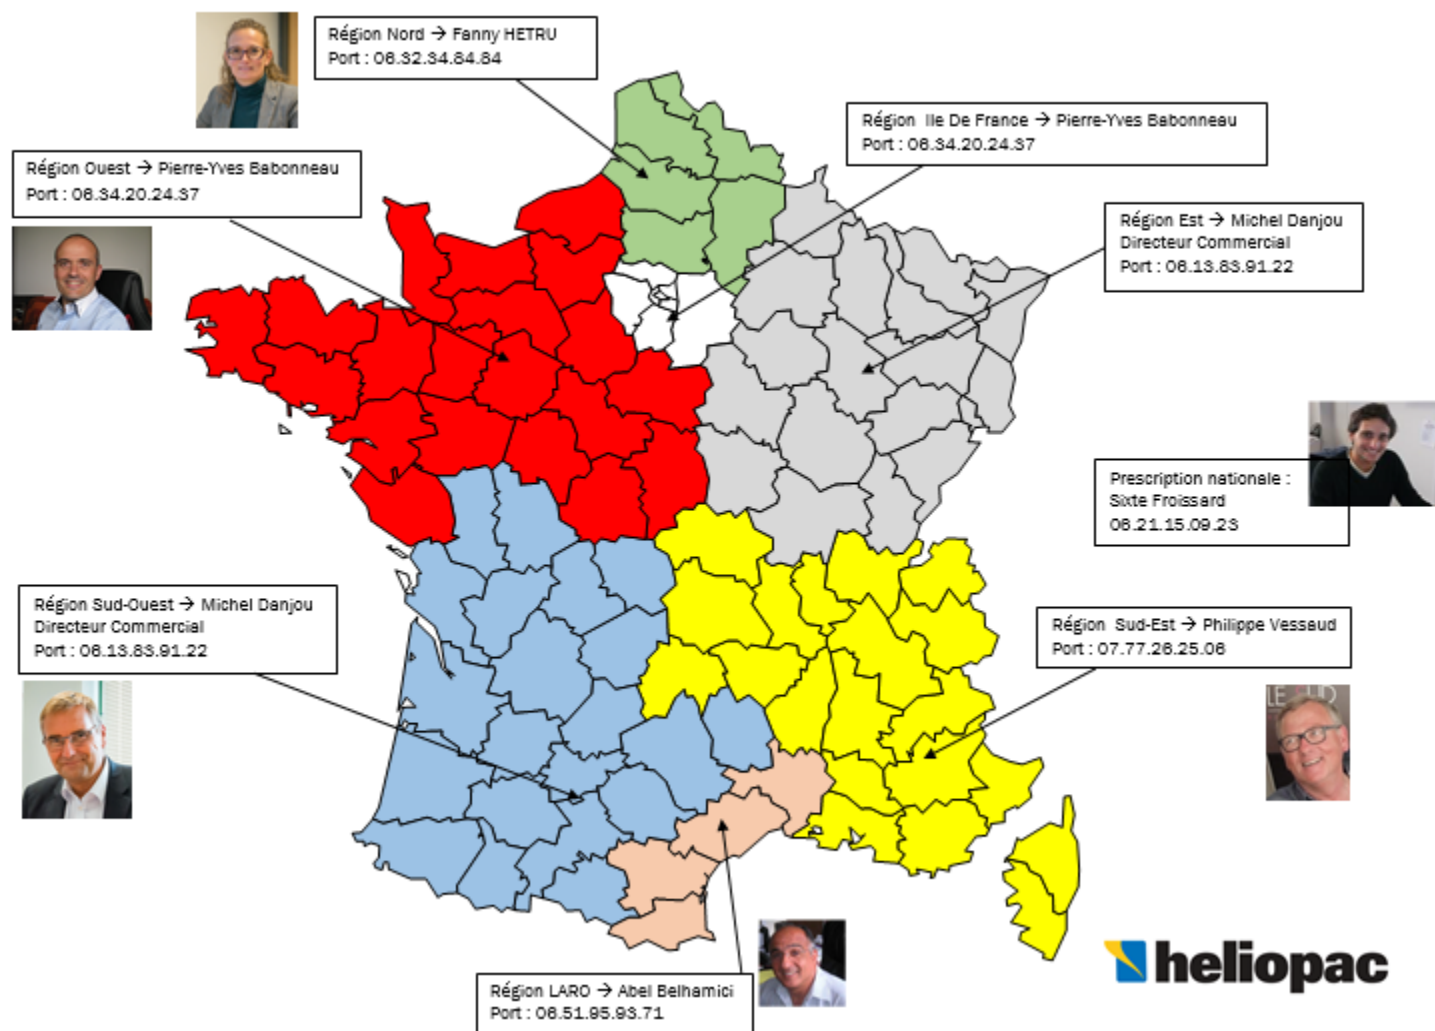 Région Nord → Fanny HETRU
Port : 06.32.34.84.84
Région Ile De France → Pierre-Yves Babonneau
Port : 06.34.20.24.37
Région Ouest → Pierre-Yves Babonneau
Port : 06.34.20.24.37
Région Est → Michel Danjou
Directeur Commercial
Port : 06.13.83.91.22
Prescription nationale :
Sixte Froissard
06.21.15.09.23
Région Sud-Ouest → Michel Danjou
Directeur Commercial
Port : 06.13.83.91.22
Région Sud-Est → Philippe Vessaud
Port : 07.77.26.25.06
heliopac
Région LARO → Abel Belhamici
Port : 06.51.95.93.71